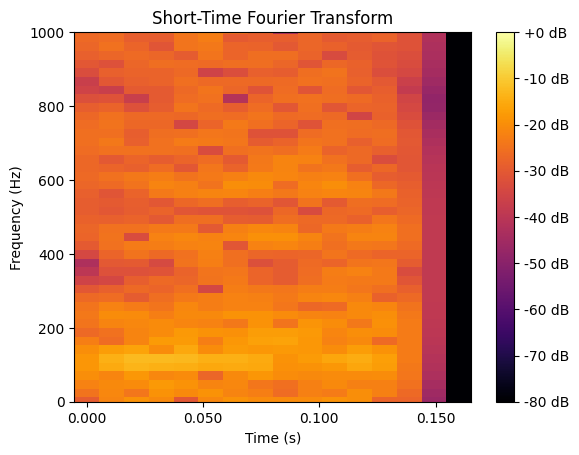 Short-Time Fourier Transform
1000
800
600
400
200
0
Frequency (Hz)
0.000
0.050
0.100
0.150
Time (s)
+0 dB
-10 dB
-20 dB
-30 dB
-40 dB
-50 dB
-60 dB
-70 dB
-80 dB